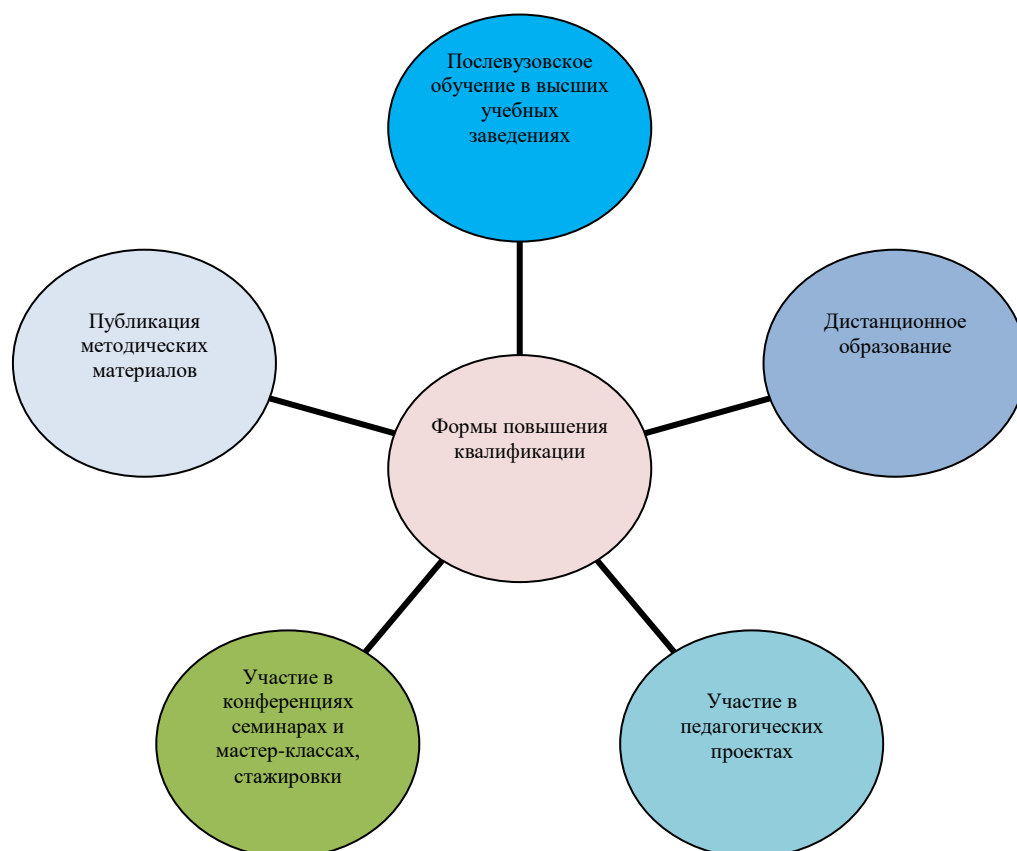 Послевузовское
обучение в высших
учебных
заведениях
Публикация
методических
материалов
Дистанционное
образование
Формы повышения
квалификации
Участие в
конференциях
семинарах и
мастер-классах,
стажировки
Участие в
педагогических
проектах